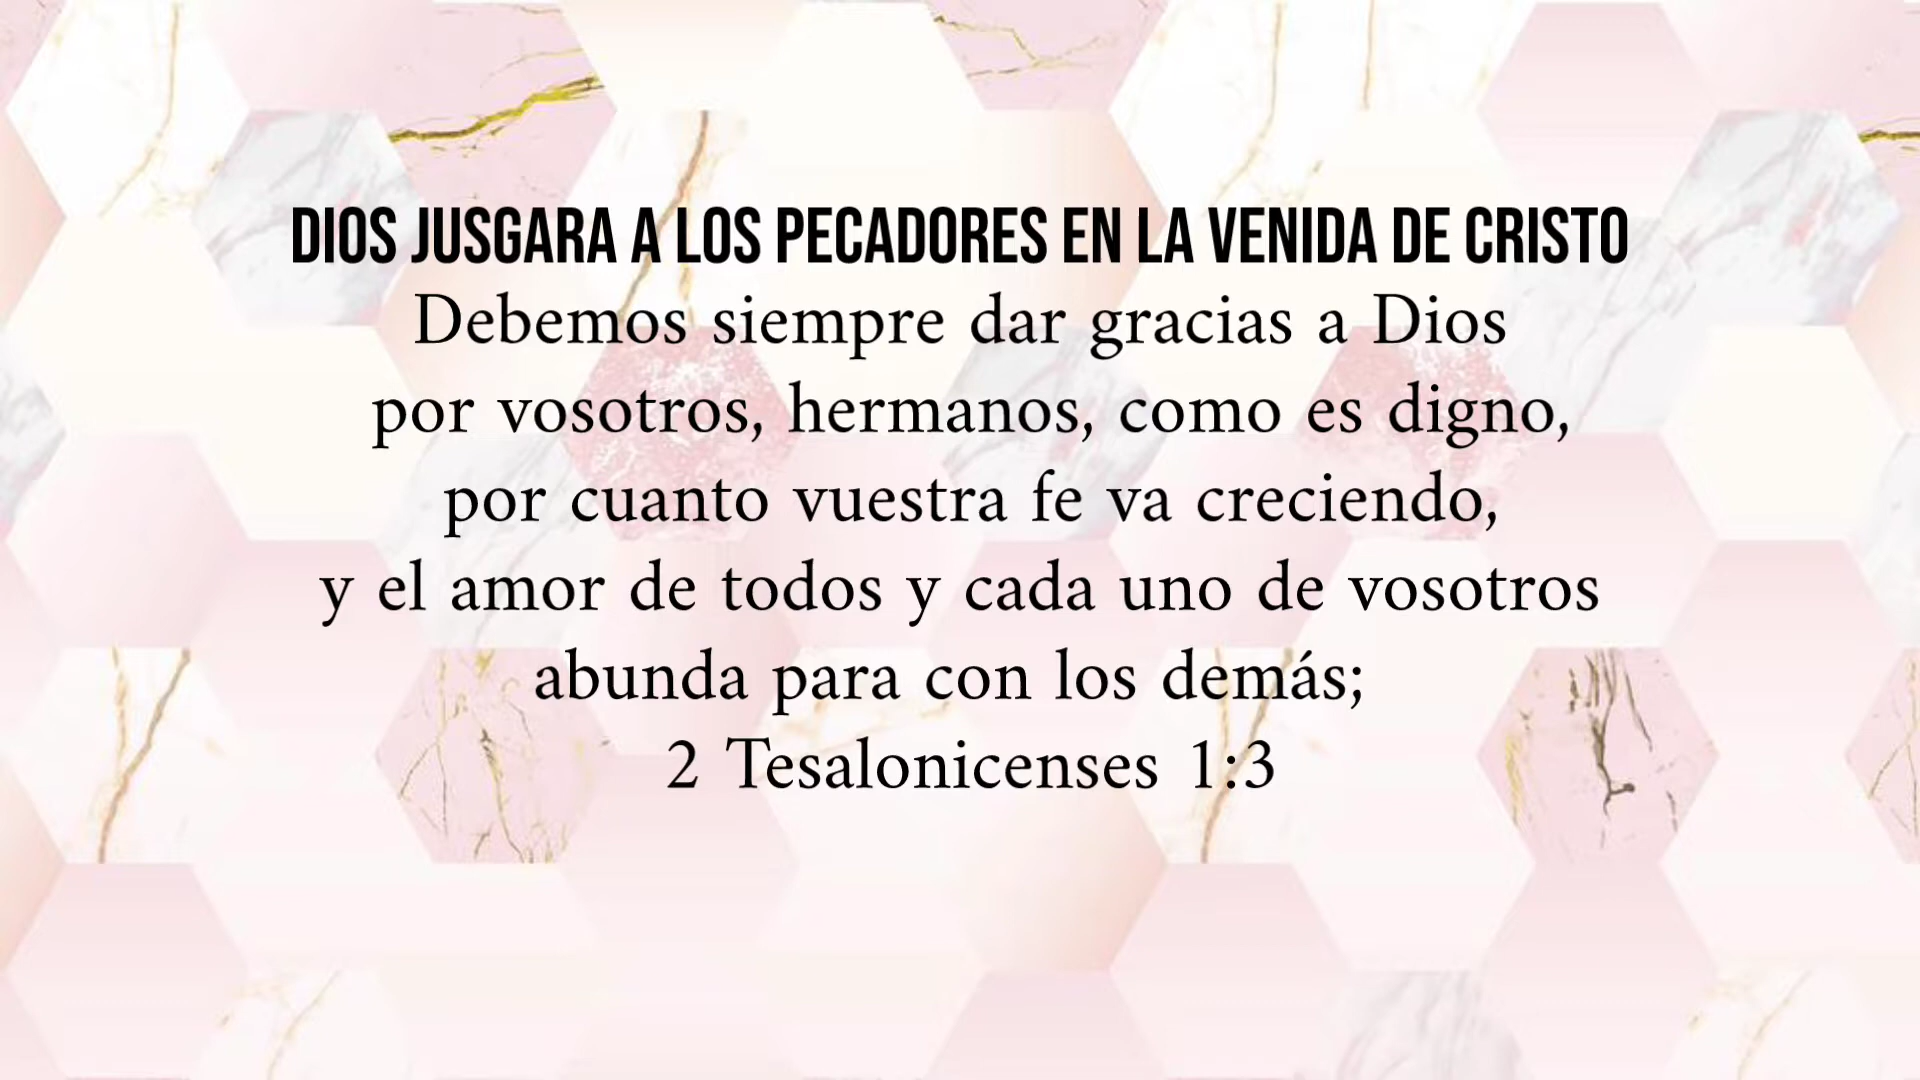 DIOS JUSGARA A LOS PECADORES EN LA VENIDA DE CRISTO
Debemos siempre dar gracias a Dios
por vosotros, hermanos, como es digno,
por cuanto vuestra fe va creciendo,
y el amor de todos y cada uno de vosotros
abunda para con los demás;
2 Tesalonicenses 1:3